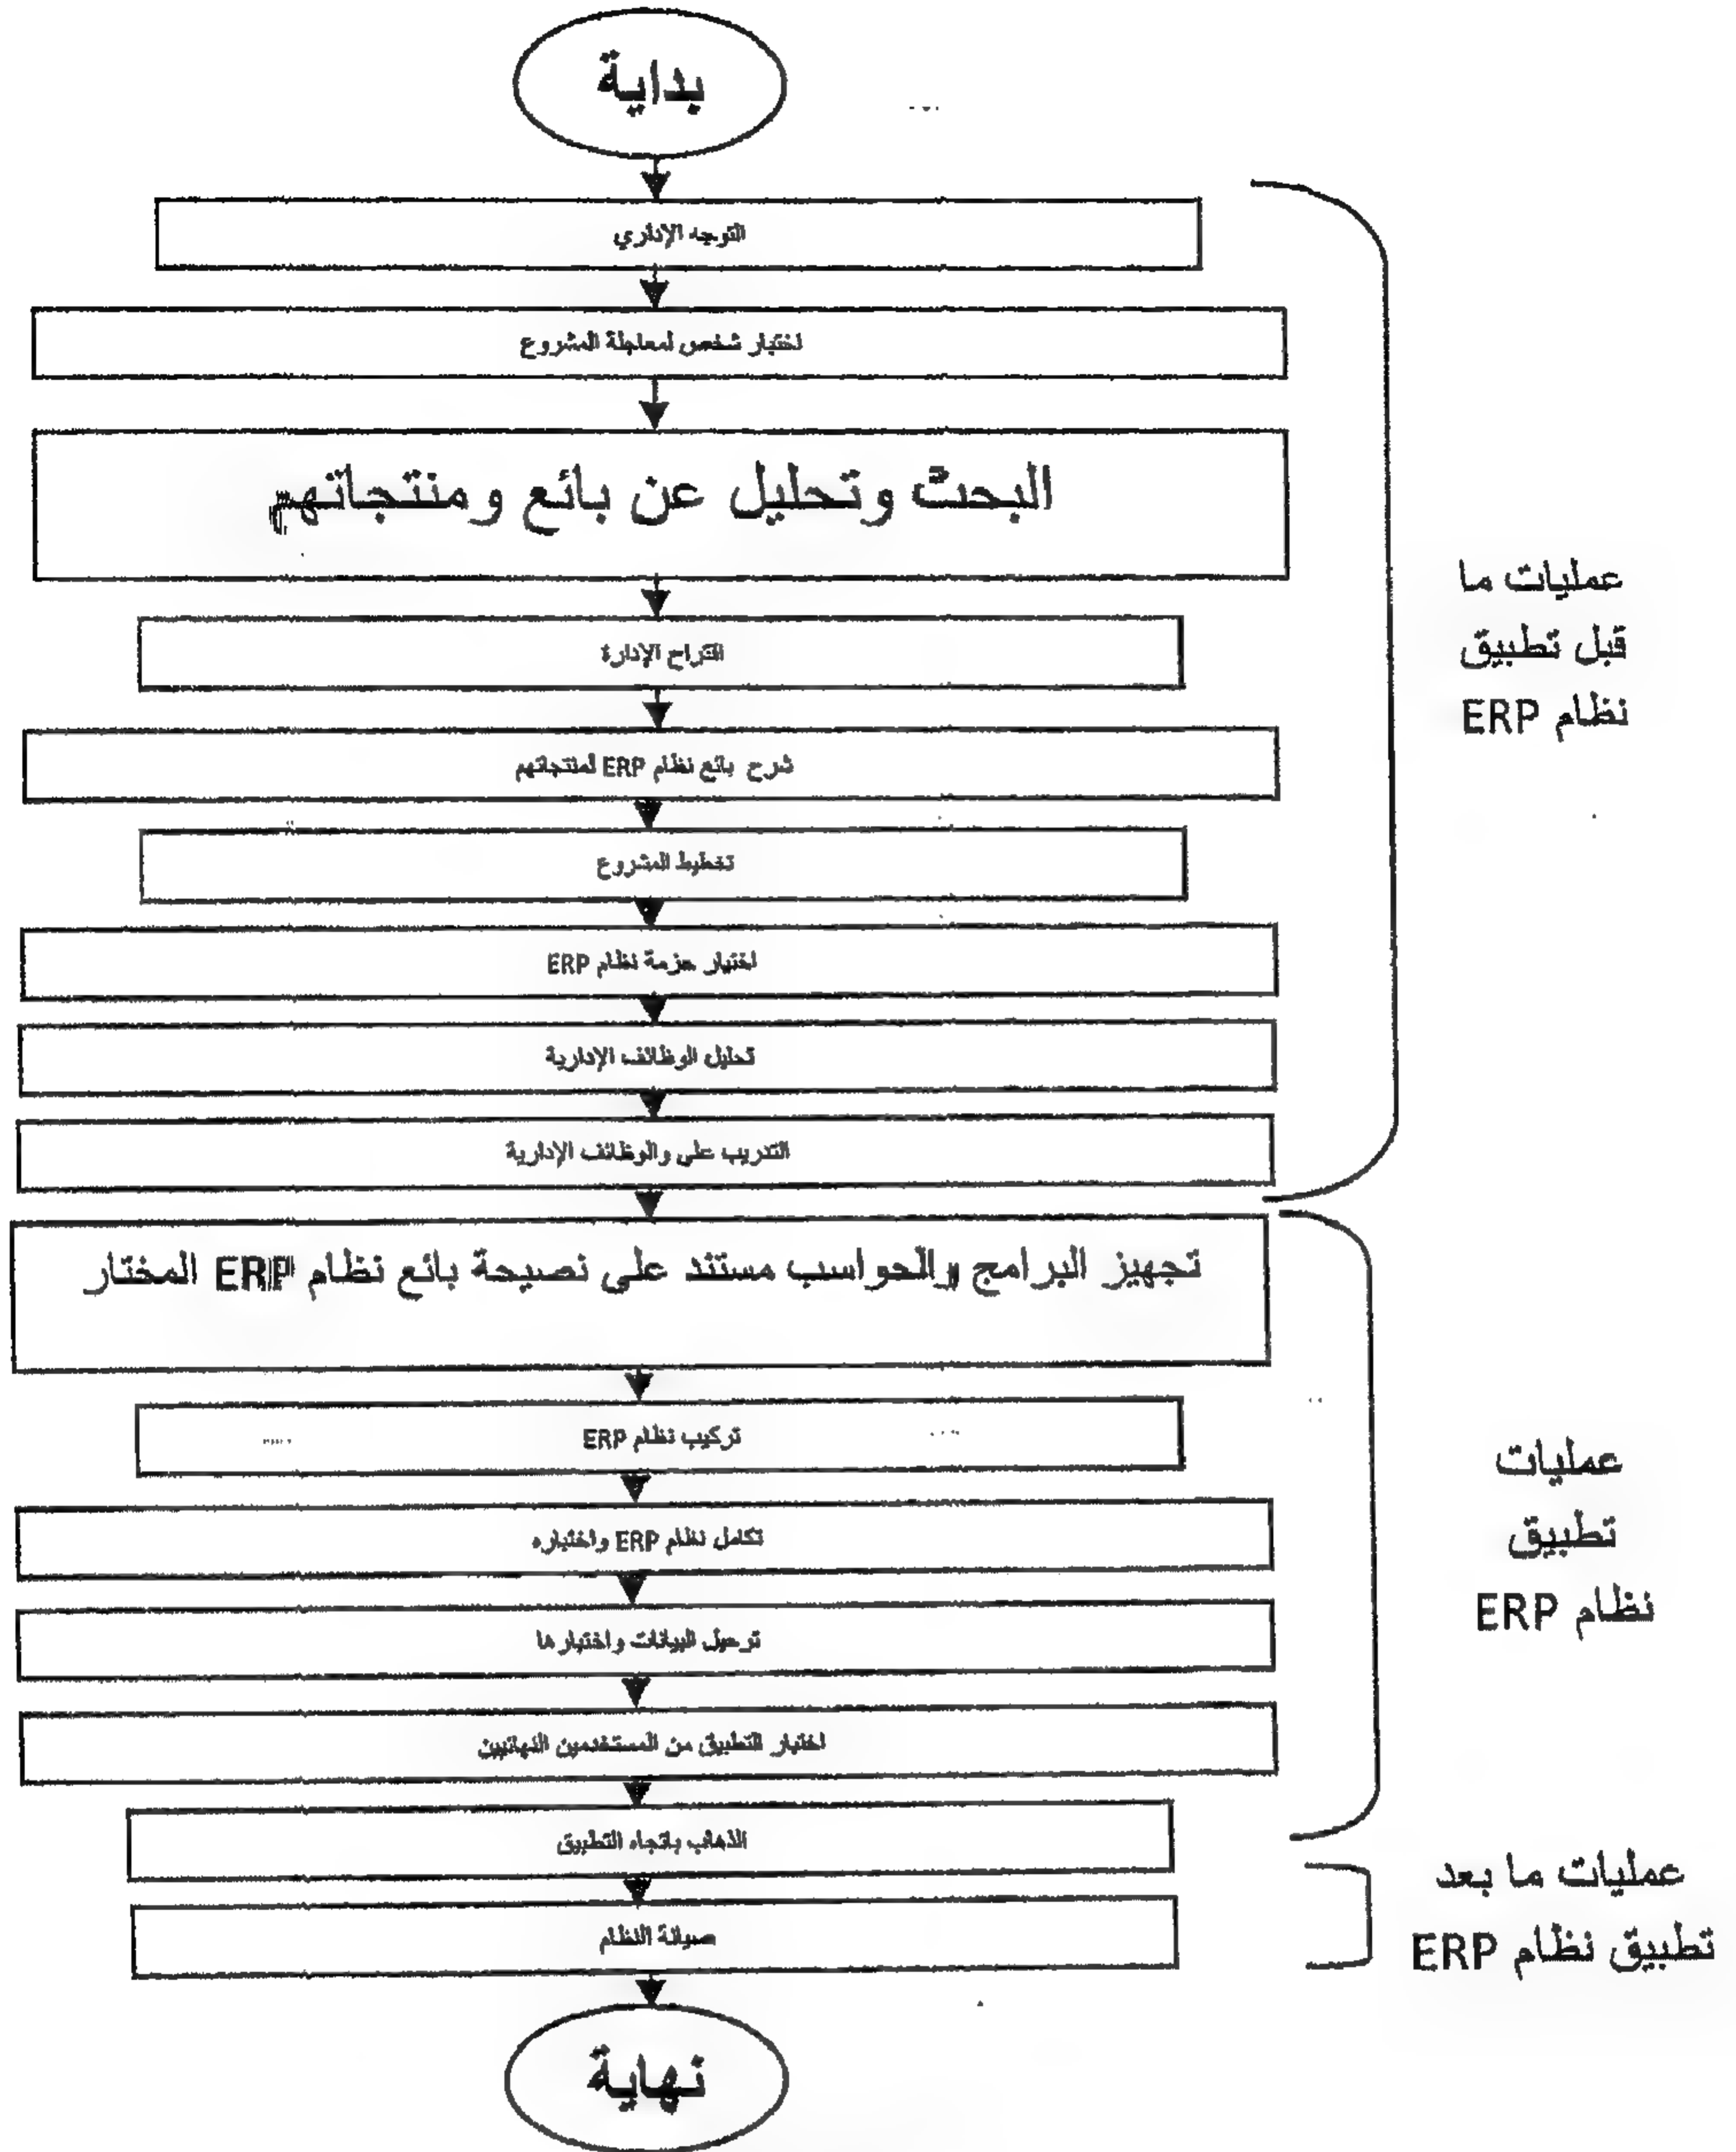 بداية
التوجه الإداري
اختيار شخص لمعاجلة المشروع
البحث وتحليل عن بائع ومنتجاتهم
اقتراح الإدارة
شرح بائع نظام ERP لمنتجاتهم
تخطيط المشروع
اختيار حزمة نظام ERP
تحليل الوظائف الإدارية
التدريب على والوظائف الإدارية
عمليات ما
قبل تطبيق
نظام ERP
تجهيز البرامج والحواسب مستند على نصيحة بائع نظام ERP المختار
تركيب نظام ERP
تكامل نظام ERP واختباره
ترحيل البيانات واختبارها
اختبار التطبيق من المستخدمين النهائيين
الذهاب باتجاه التطبيق
عمليات
تطبيق
نظام ERP
صيانة النظام
عمليات ما بعد
تطبيق نظام ERP
نهاية